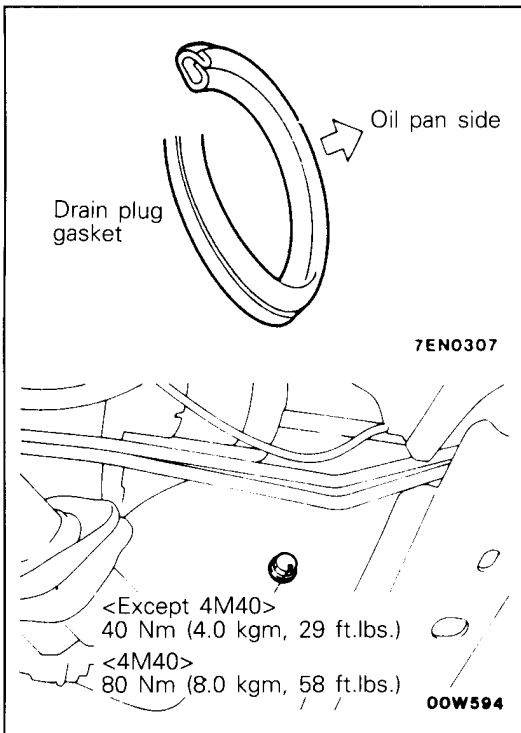 Oil pan side
Drain plug
gasket
7EN0307
<Except 4M40>
40 Nm (4.0 kgm, 29 ft.lbs.)
<4M40>
80 Nm (8.0 kgm, 58 ft.lbs.)
00W594